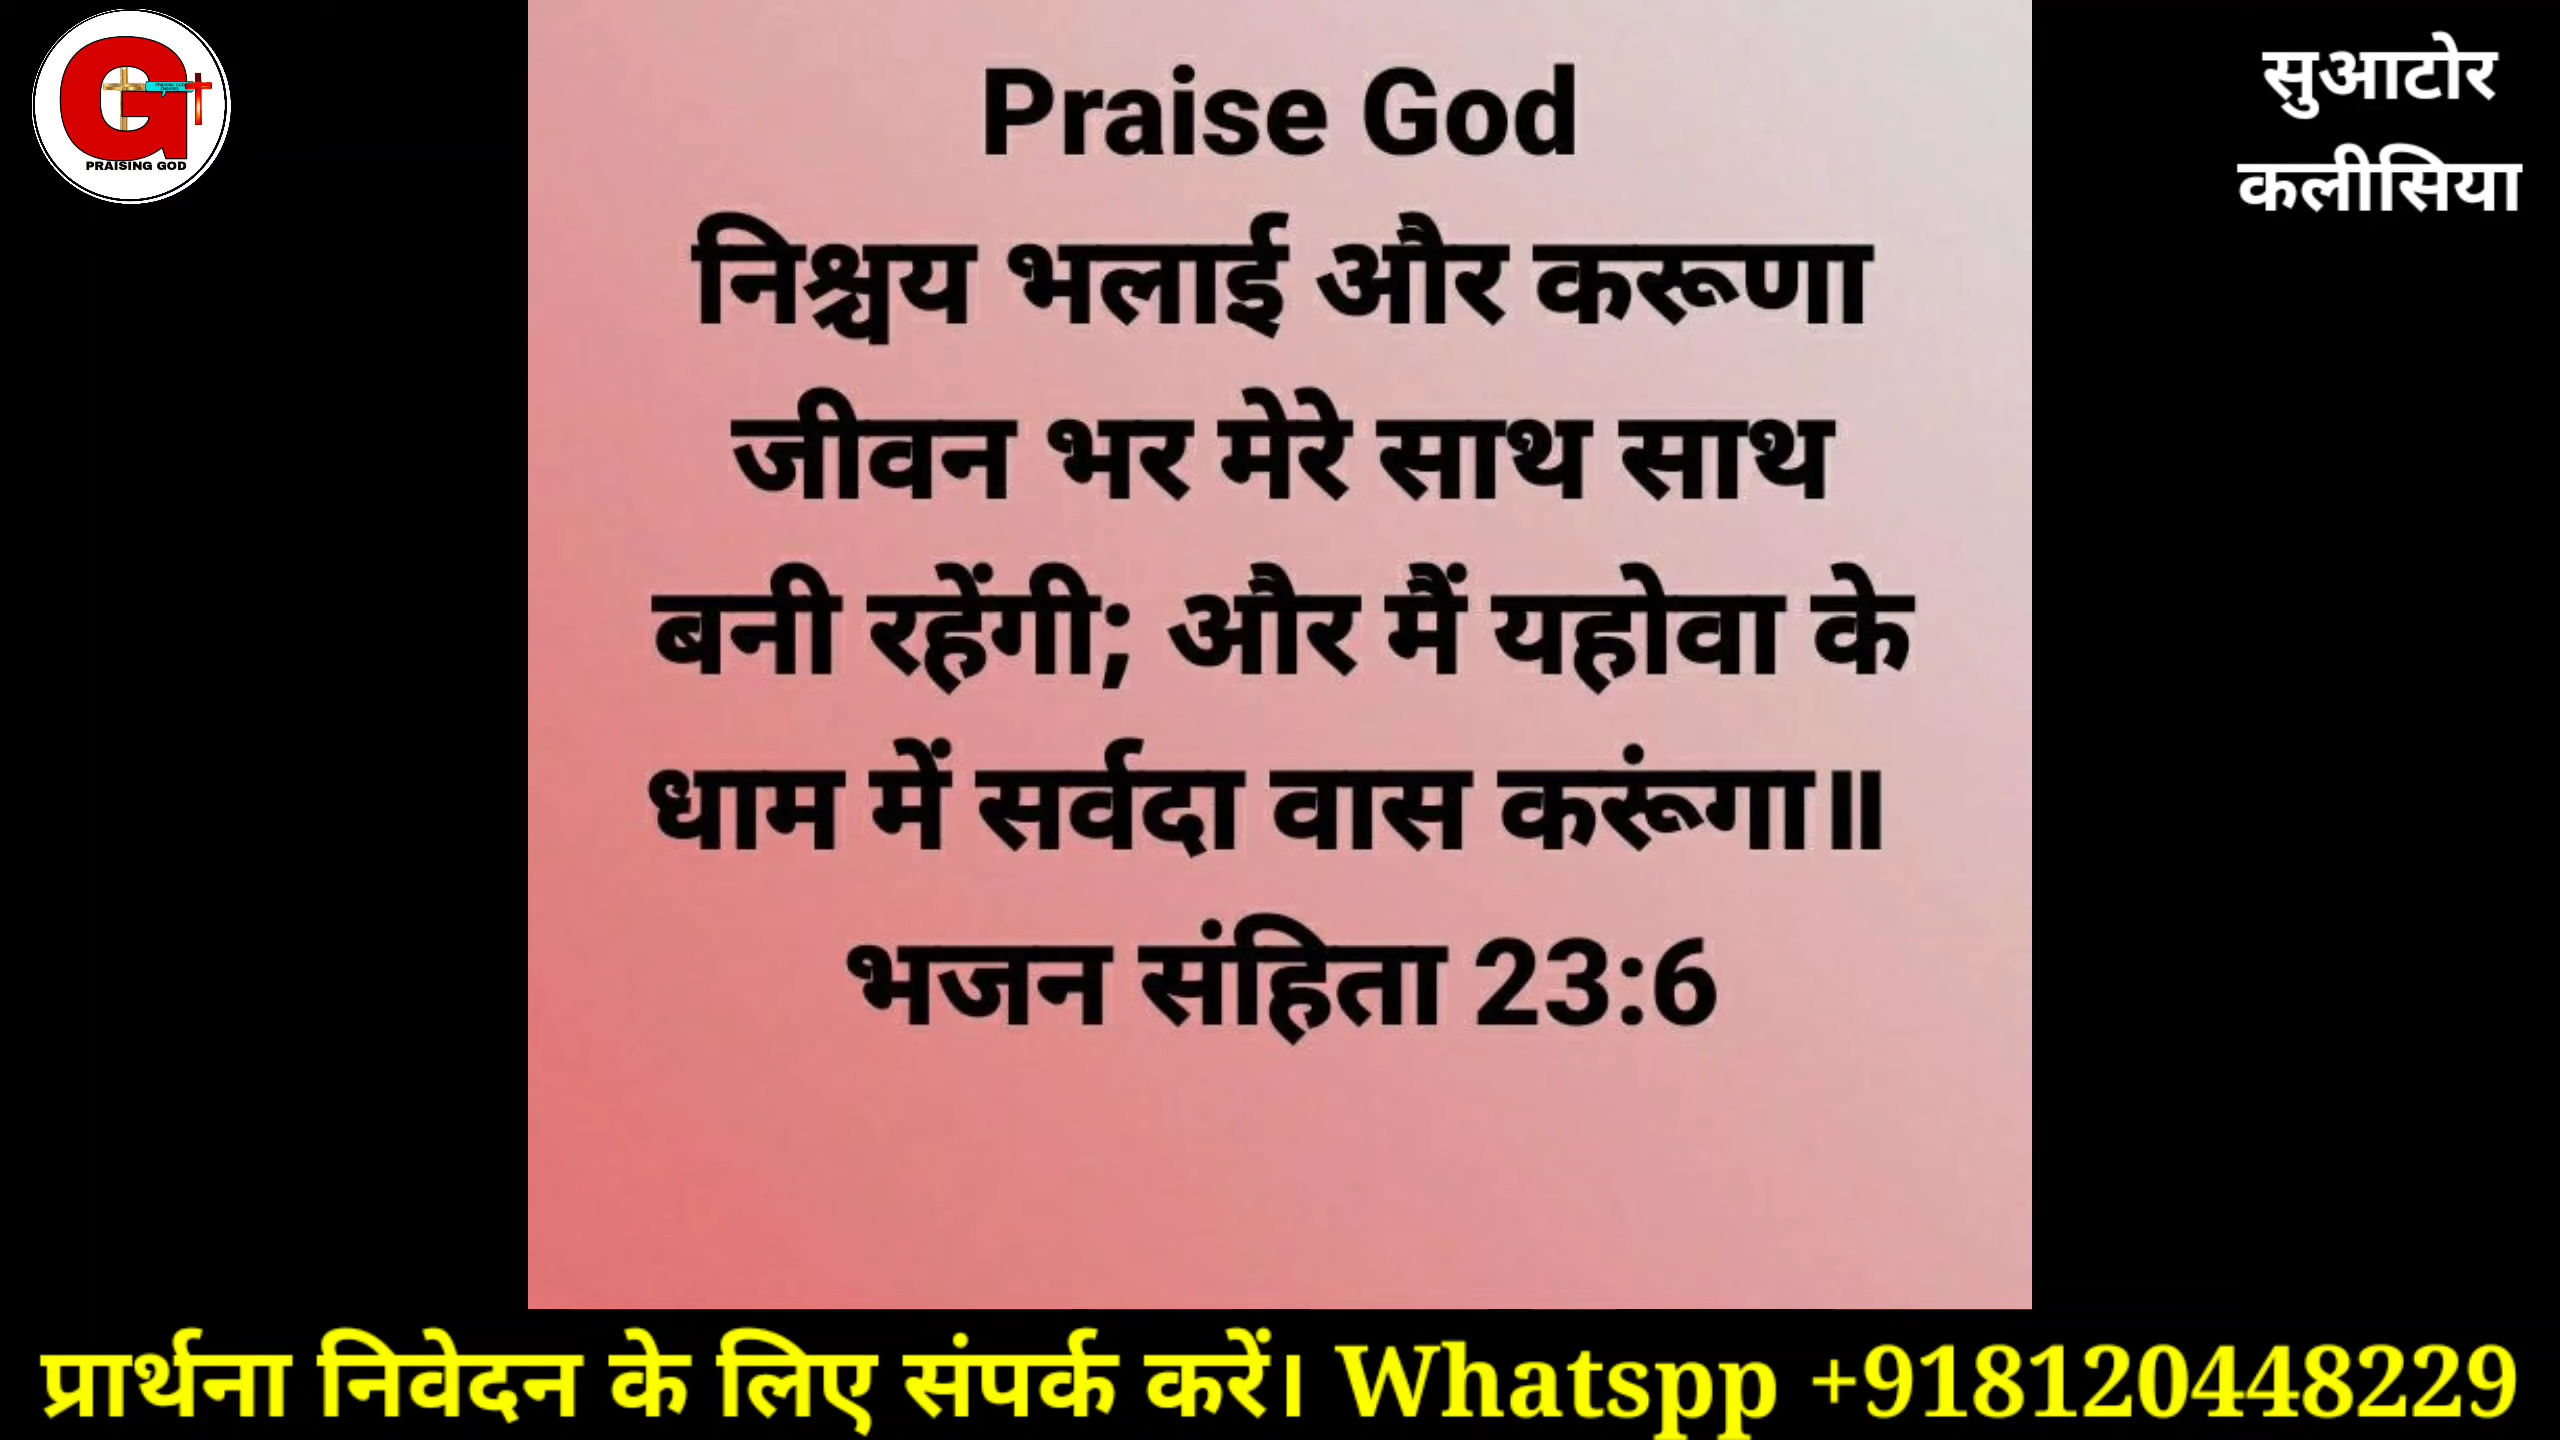 PRAISING GOD
सुआटोर
कलीसिया
Praise God
निश्चय भलाई और करूणा
जीवन भर मेरे साथ साथ
बनी रहेंगी; और मैं यहोवा के
धाम में सर्वदा वास करूंगा॥
भजन संहिता 23:6
प्रार्थना निवेदन के लिए संपर्क करें। Whatspp +918120448229